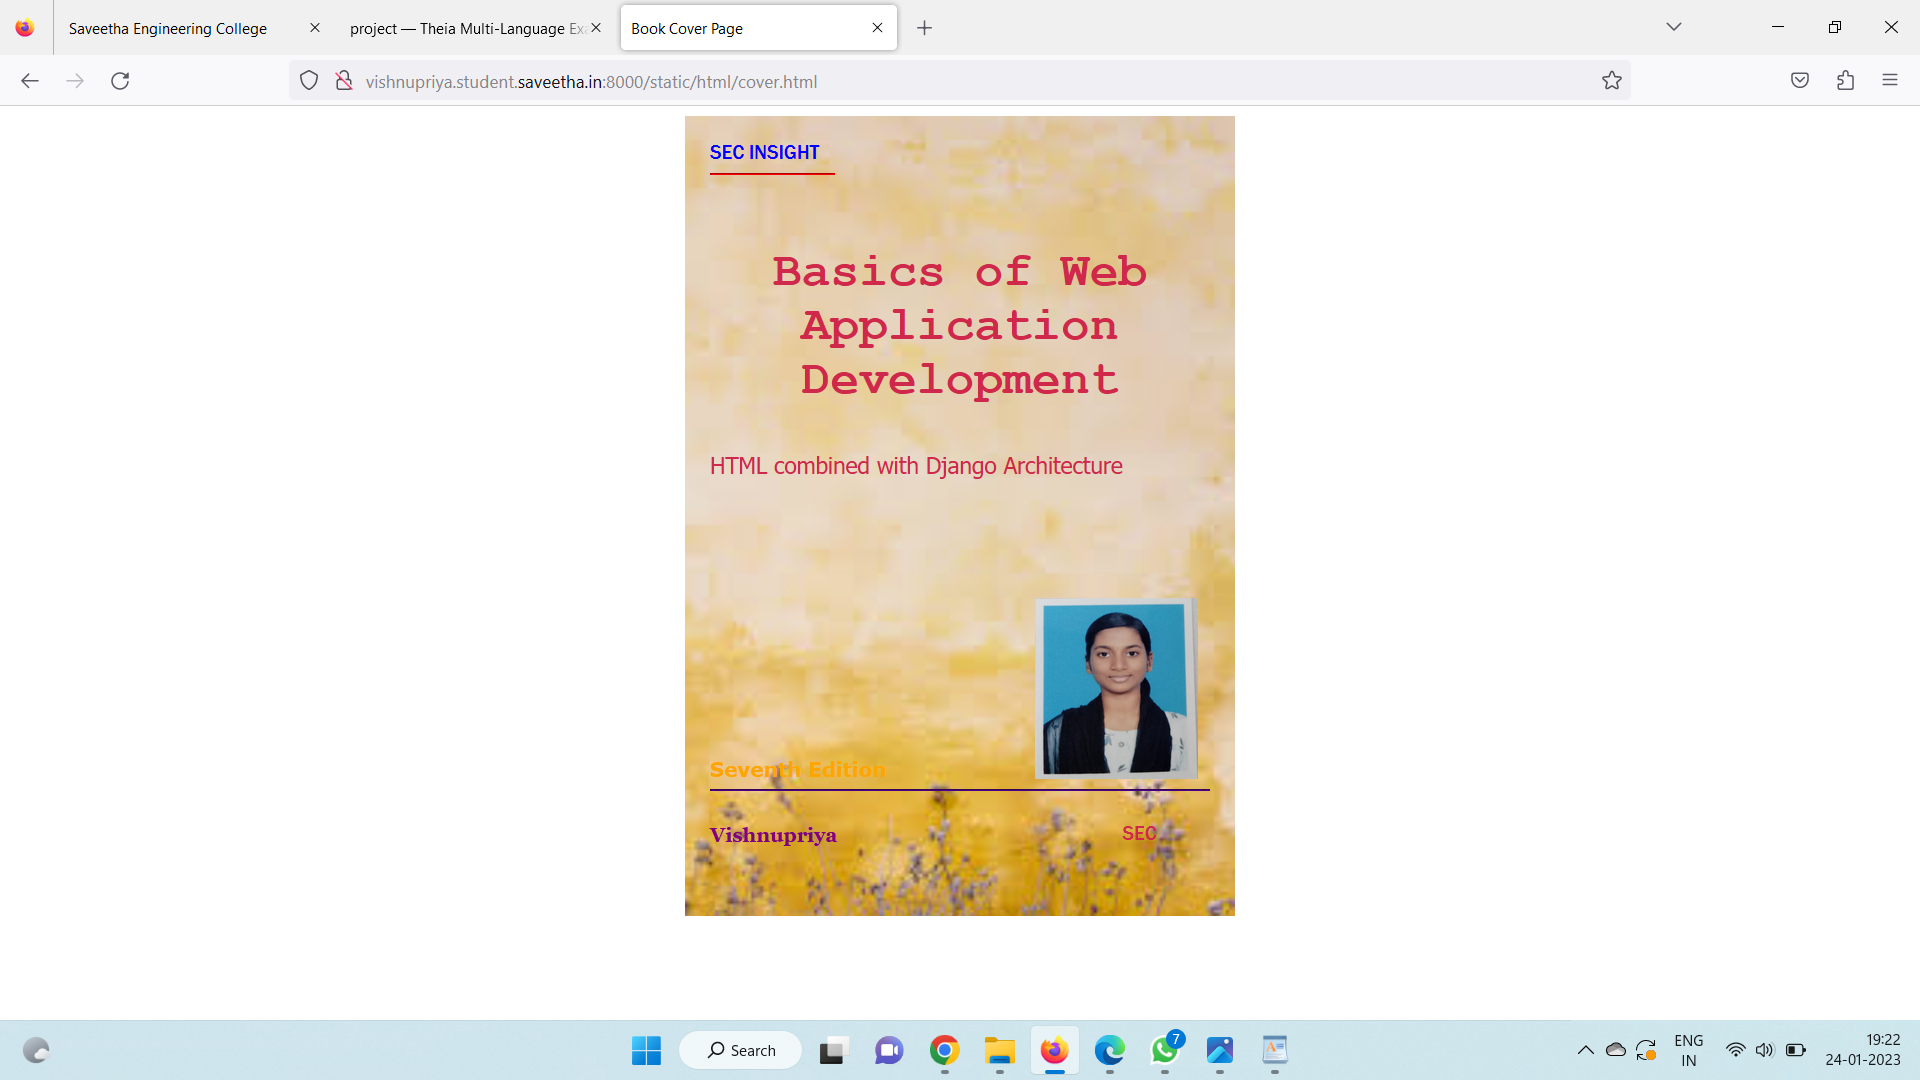 Saveetha Engineering College
project — Theia Multi-Language Ex
Book Cover Page
vishnupriya.student.saveetha.in:8000/static/html/cover.html
SEC INSIGHT
Basics of Web
Application
Development
HTML combined with Django Architecture
Seventh Edition
Vishnupriya
SEC
Search
7
ENG
IN
19:22
24-01-2023